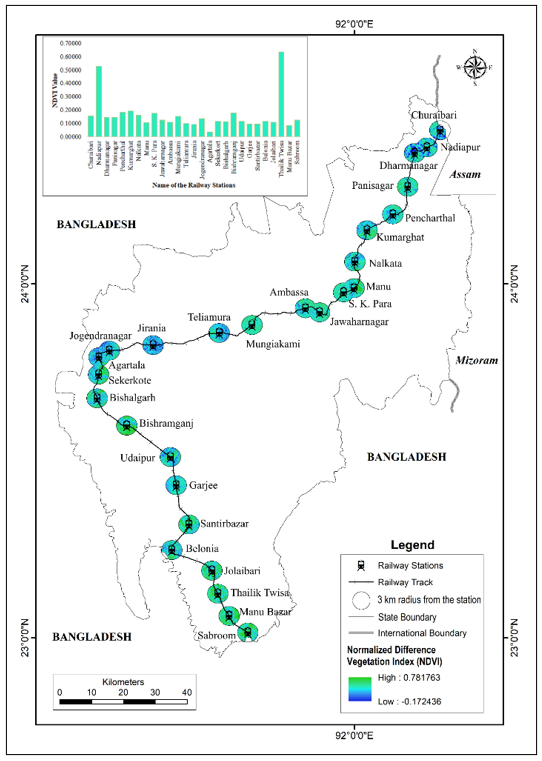 92°0'0"E
0.70000
0.60000
0.50000
0.40000
0.30000
0.20000
0.10000
0.00000
NDVI Value
Churaibari
Nadiapur
Dharmanagar
Panisagar
Pencharthal
Kumarghat
Nalkata
Manu
S. K. Para
Jawaharnagar
Ambassa
Mungiakami
Teliamura
Jirania
Jogendranagar
Agartala
Sekerkoet
Bishalgarh
Bishramganj
Udaipur
Garjee
Santirbazar
Belonia
Jolaibari
Thailik Twisa
Manu Bazar
Sabroom
Name of the Railway Stations
N
W
E
S
Churaibari
Nadiapur
Dharmanagar
Assam
Panisagar
Pencharthal
BANGLADESH
Kumarghat
Nalkata
24°0'0"N
24°0'0"N
Manu
Ambassa
S. K. Para
Jawaharnagar
Teliamura
Jirania
Jogendranagar
Mungiakami
Agartala
Mizoram
Sekerkote
Bishalgarh
Bishramganj
Udaipur
BANGLADESH
Garjee
Santirbazar
Belonia
Jolaibari
Thailik Twisa
Manu Bazar
Sabroom
BANGLADESH
23°0'0"N
23°0'0"N
Legend
Railway Stations
Railway Track
3 km radius from the station
State Boundary
International Boundary
Normalized Difference
Vegetation Index (NDVI)
High : 0.781763
Low : -0.172436
Kilometers
0 10 20 30 40
92°0'0"E